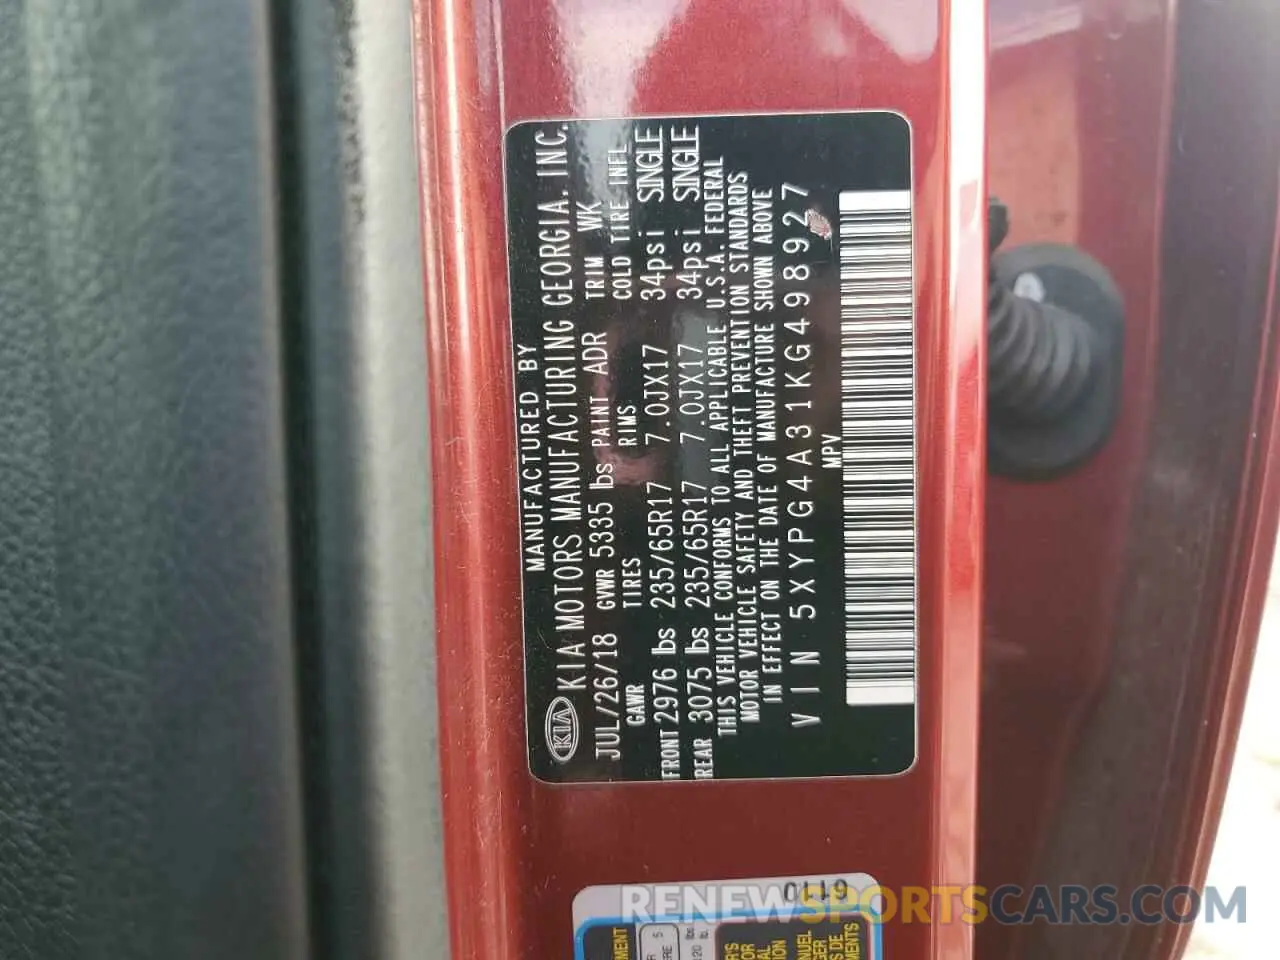 MANUFACTURED BY
KIA KIA MOTORS MANUFACTURING GEORGIA, INC.
JUL/26/18 GVWR 5335 lbs PAINT ADR TRIM WK
GAWR TIRES RIMS COLD TIRE INFL
FRONT 2976 lbs 235/65R17 7.0JX17 34psi SINGLE
REAR 3075 lbs 235/65R17 7.0JX17 34psi SINGLE
THIS VEHICLE CONFORMS TO ALL APPLICABLE U.S.A. FEDERAL
MOTOR VEHICLE SAFETY AND THEFT PREVENTION STANDARDS
IN EFFECT ON THE DATE OF MANUFACTURE SHOWN ABOVE
VIN 5XYPG4A31KG498927
MPV
RENEWSPORTSCARS.COM